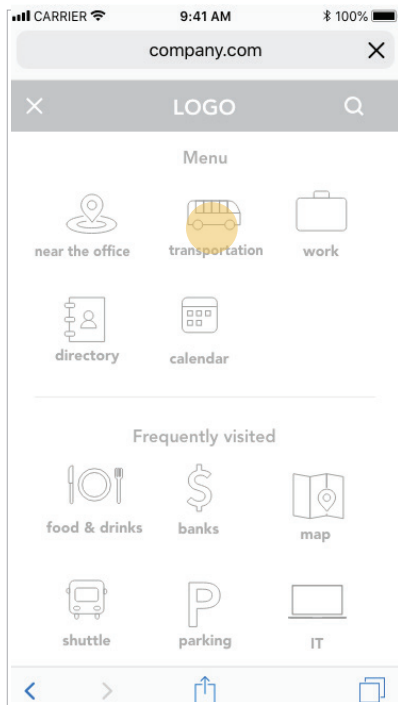 CARRIER 9:41 AM 100%
company.com
LOGO
Menu
near the office transportation work
directory calendar
Frequently visited
food & drinks banks map
shuttle parking IT